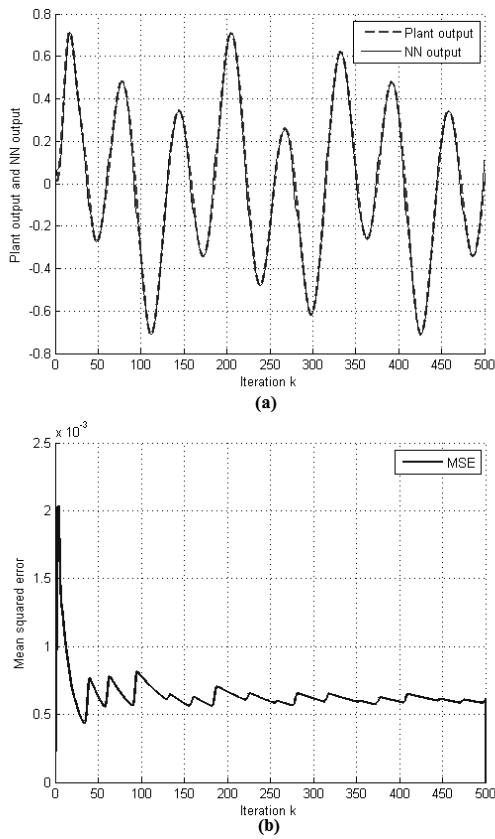 0.8
0.6
0.4
0.2
0
-0.2
-0.4
-0.6
-0.8
Plant output and NN output
Plant output
NN output
0 50 100 150 200 250 300 350 400 450 500
Iteration k
(a)
x 10^-3
2.5
2
1.5
1
0.5
0
Mean squared error
MSE
0 50 100 150 200 250 300 350 400 450 500
Iteration k
(b)